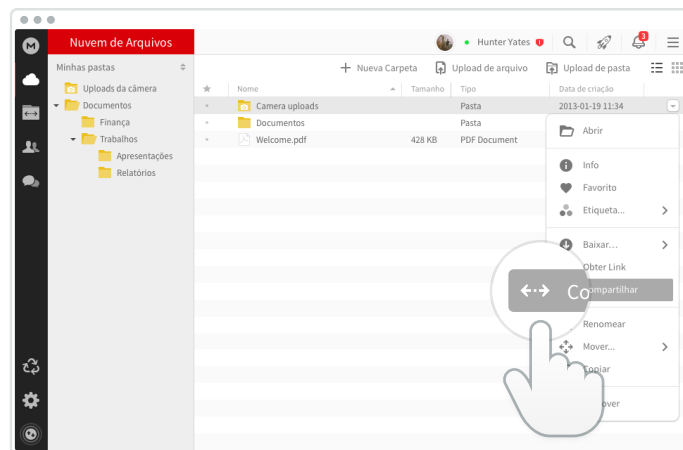 M Nuvem de Arquivos Hunter Yates 3
Minhas pastas Nueva Carpeta Upload de arquivo Upload de pasta
Uploads da câmera Nome Tamanho Tipo Data de criação
Documentos Camera uploads Pasta 2013-01-19 11:34
Finança Documentos Pasta
Trabalhos Welcome.pdf 428 KB PDF Document
Apresentações
Relatórios
Abrir
Info
Favorito
Etiqueta...
Baixar...
Obter Link
Compartilhar
Co
Renomear
Mover...
Copiar
over